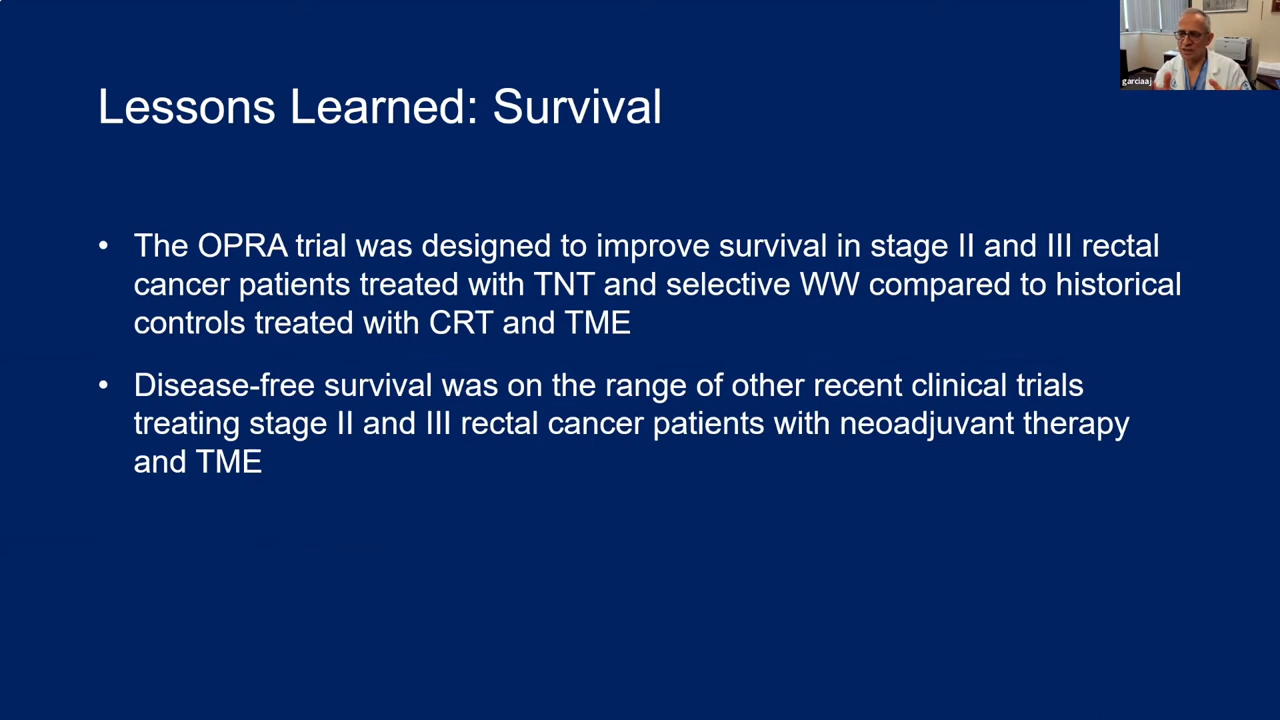 garciaaj
Lessons Learned: Survival
• The OPRA trial was designed to improve survival in stage II and III rectal
cancer patients treated with TNT and selective WW compared to historical
controls treated with CRT and TME
• Disease-free survival was on the range of other recent clinical trials
treating stage II and III rectal cancer patients with neoadjuvant therapy
and TME